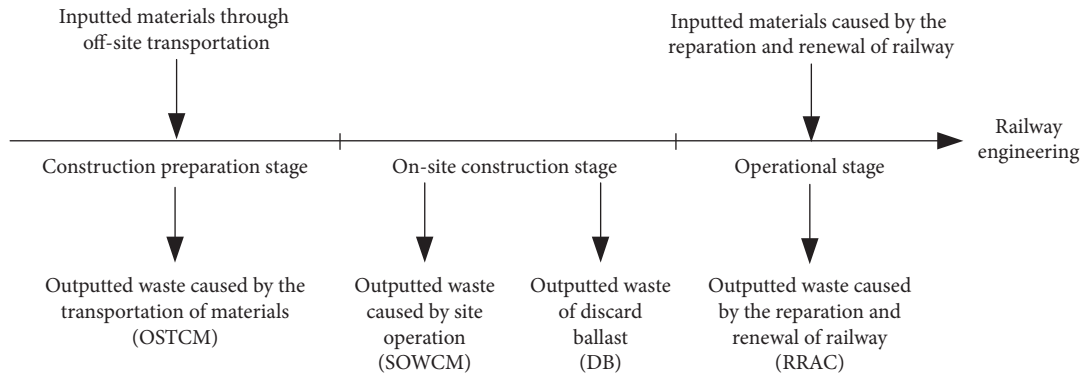 Inputted materials through
off-site transportation
Inputted materials caused by the
reparation and renewal of railway
Railway
engineering
Construction preparation stage
On-site construction stage
Operational stage
Outputted waste caused by the
transportation of materials
(OSTCM)
Outputted waste
caused by site
operation
(SOWCM)
Outputted waste
of discard
ballast
(DB)
Outputted waste caused
by the reparation and
renewal of railway
(RRAC)